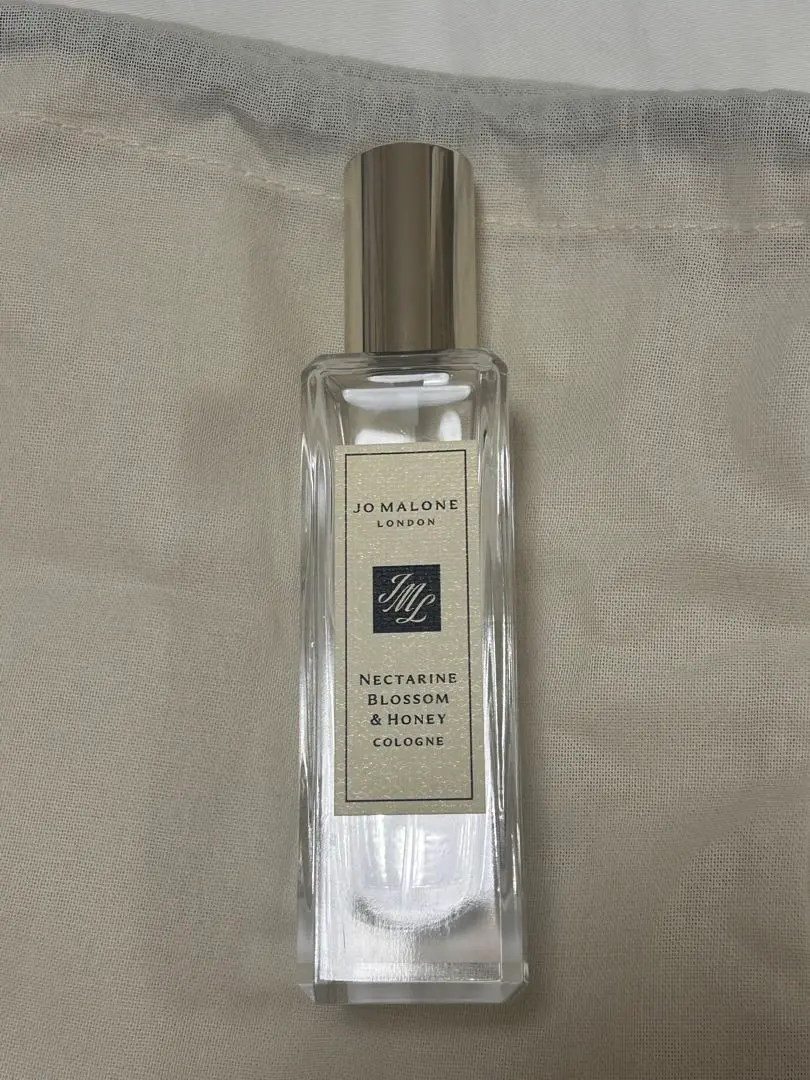 JO MALONE
LONDON
JML
NECTARINE
BLOSSOM
& HONEY
COLOGNE